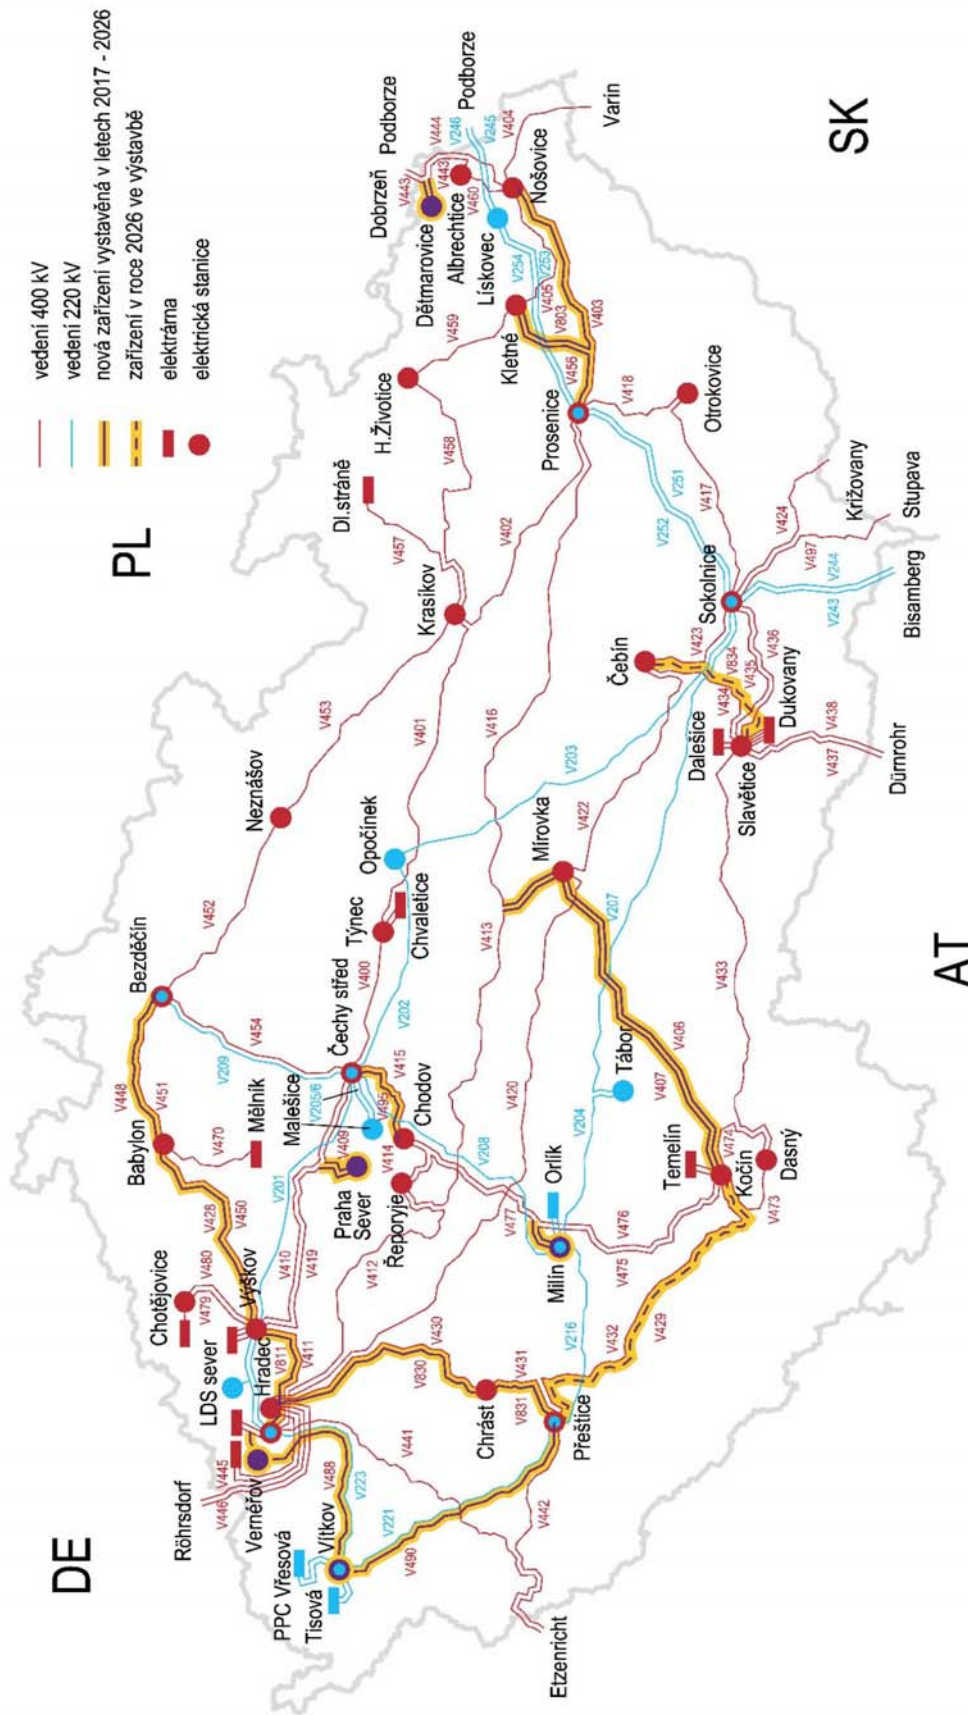 vedení 400 kV
vedení 220 kV
nová zařízení vystavěná v letech 2017 - 2026
zařízení v roce 2026 ve výstavbě
elektrárna
elektrická stanice
DE
PL
SK
AT
Röhrsdorf
V446
V445
Vernéřov
LDS sever
Hradec
Chotějovice
V479
V480
Výškov
V811
V411
V410
V419
V428
V450
Babylon
V448
V451
V470
Mělník
Bezděčín
V209
V454
V452
Neznášov
V453
V201
Malešice
V205/6
V495
V409
Praha
Sever
Řeporyje
V414
V412
Čechy střed
V415
Chodov
V400
Týnec
Chvaletice
V202
Opočínek
V401
Krasíkov
V457
Dl.stráně
V458
H.Životice
V459
V402
V416
V413
V203
PPC Vřesová
Tisová
Vítkov
V488
V223
V221
V490
V441
V442
Etzenricht
V430
V830
Chrást
V431
V831
Přeštice
V216
V432
V429
Milín
Orlík
V477
V208
V420
V204
Tábor
V475
V476
Temelín
V474
Kočín
Dasný
V473
V406
V407
V433
V207
Mírovka
V422
Čebín
V423
V834
V434
V435
V436
Dalešice
Slavětice
Dukovany
V437
V438
Dürnrohr
Sokolnice
V243
V244
Bisamberg
V497
V424
Stupava
Križovany
V417
V418
Otrokovice
V251
V252
Prosenice
V456
V403
V803
V405
V253
V254
Kletné
Lískovec
Albrechtice
V460
Dětmarovice
Dobrzeń
V443
V443
V444
Podborze
V246
Podborze
V245
V404
Nošovice
Varín